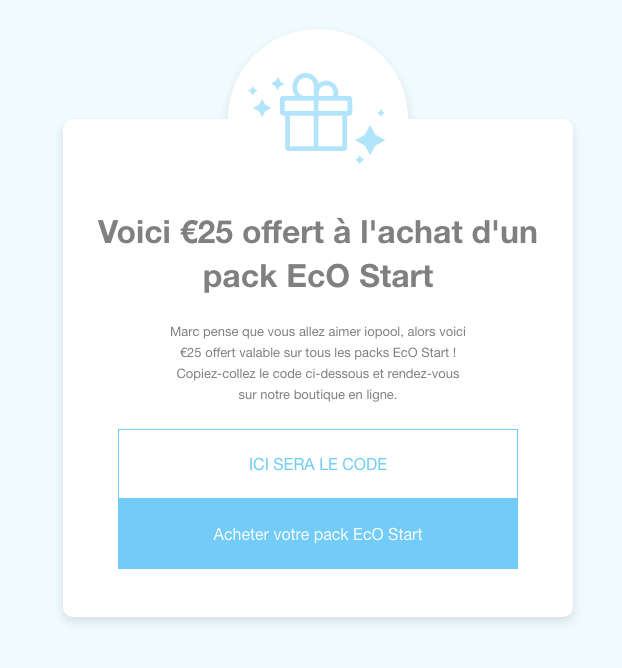 Voici €25 offert à l'achat d'un
pack EcO Start
Marc pense que vous allez aimer iopool, alors voici
€25 offert valable sur tous les packs EcO Start !
Copiez-collez le code ci-dessous et rendez-vous
sur notre boutique en ligne.
ICI SERA LE CODE
Acheter votre pack EcO Start